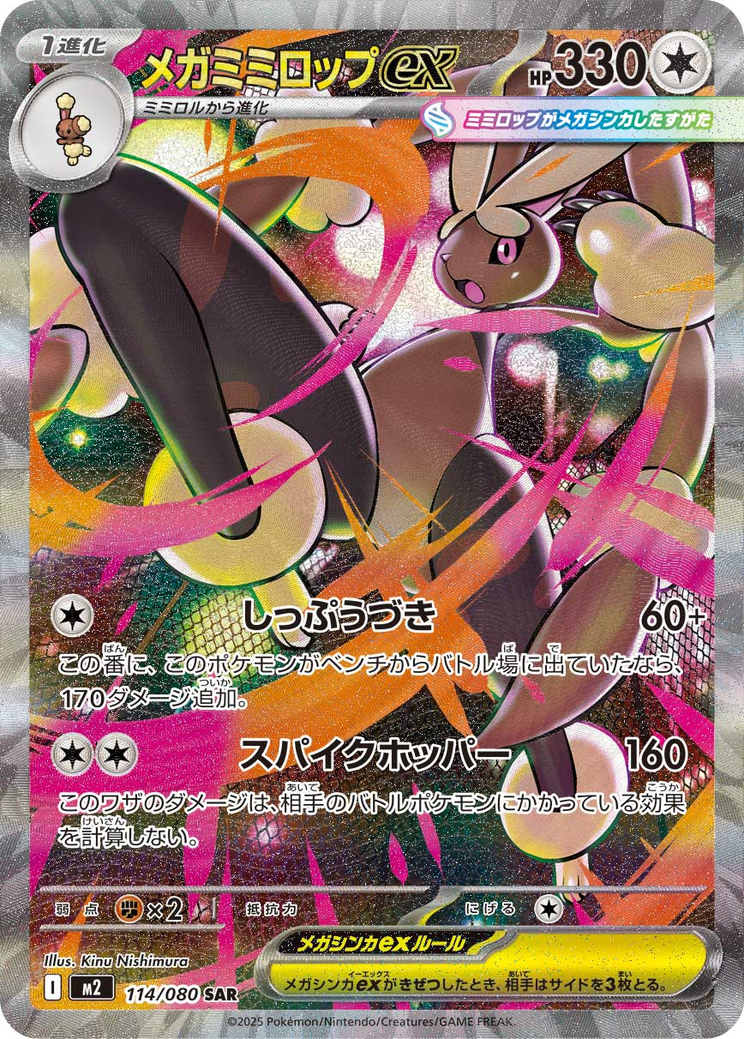 1進化
メガミミロップex
HP330
ミミロルから進化
ミミロップがメガシンカしたすがた
しっぷうづき 60+
この番に、このポケモンがベンチからバトル場に出ていたなら、
170ダメージ追加。
スパイクホッパー 160
このワザのダメージは、相手のバトルポケモンにかかっている効果
を計算しない。
弱点 ×2 抵抗力 にげる
Illus. Kinu Nishimura
メガシンカexルール
メガシンカexがきぜつしたとき、相手はサイドを3枚とる。
I M2 114/080 SAR
©2025 Pokémon/Nintendo/Creatures/GAME FREAK.